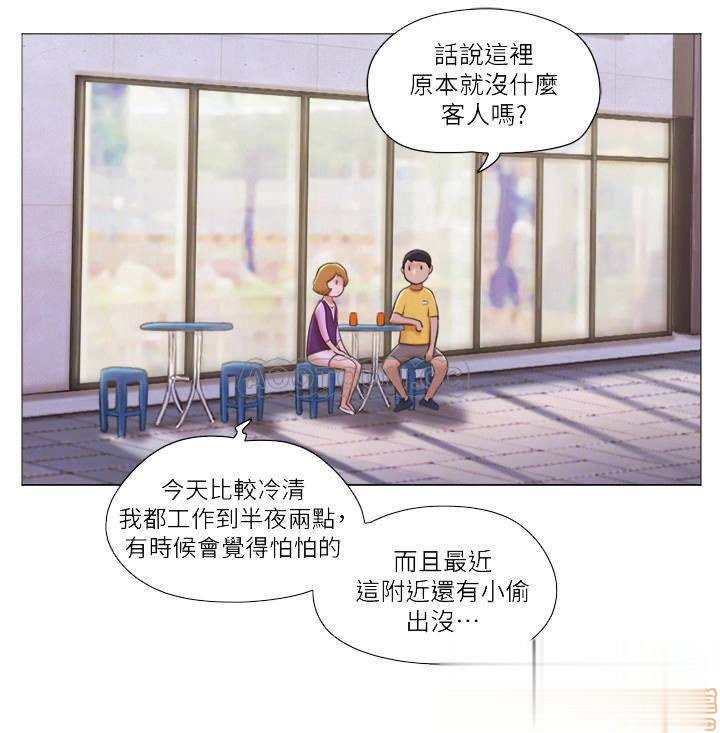 話說這裡
原本就沒什麼
客人嗎?
今天比較冷清
我都工作到半夜兩點，
有時候會覺得怕怕的
而且最近
這附近還有小偷
出沒⋯